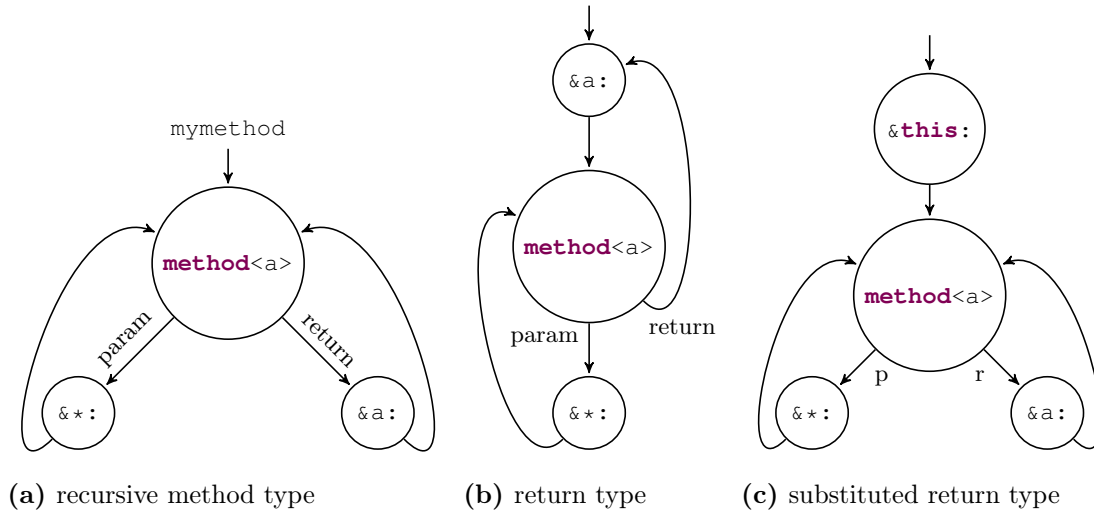 mymethod
method<a>
param
return
&*:
&a:
(a) recursive method type
&a:
method<a>
param
return
&*:
(b) return type
&this:
method<a>
p
r
&*:
&a:
(c) substituted return type